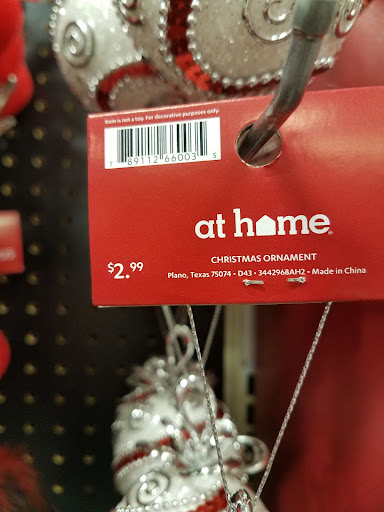 Item is not a toy. For decorative purposes only.
7 89112 66003 5
at home
$2.99
CHRISTMAS ORNAMENT
Plano, Texas 75074 - D43 - 3442968AH2 - Made in China